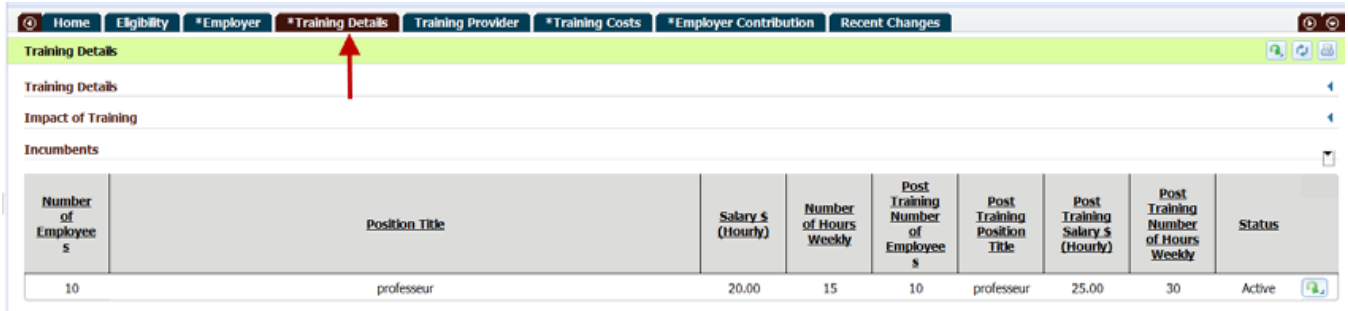 Home Eligibility *Employer *Training Details Training Provider *Training Costs *Employer Contribution Recent Changes
Training Details
Training Details
Impact of Training
Incumbents
Number of Employee s Position Title Salary $ (Hourly) Number of Hours Weekly Post Training Number of Employee s Post Training Position Title Post Training Salary $ (Hourly) Post Training Number of Hours Weekly Status
10 professeur 20.00 15 10 professeur 25.00 30 Active